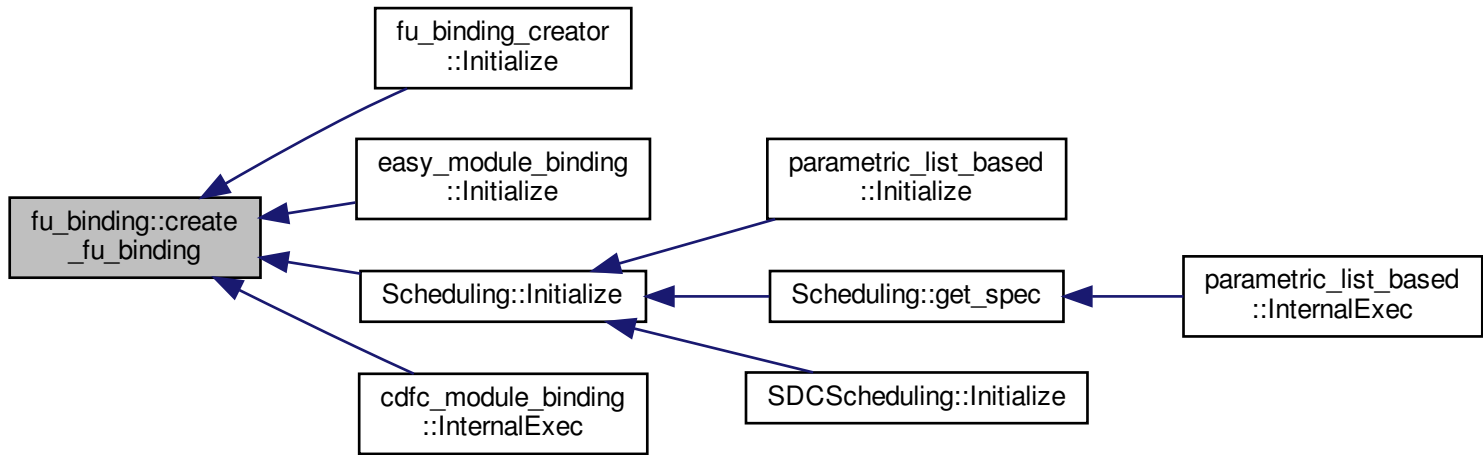 fu_binding_creator
::Initialize
easy_module_binding
::Initialize
parametric_list_based
::Initialize
fu_binding::create
_fu_binding
Scheduling::Initialize
Scheduling::get_spec
parametric_list_based
::InternalExec
cdfc_module_binding
::InternalExec
SDCScheduling::Initialize